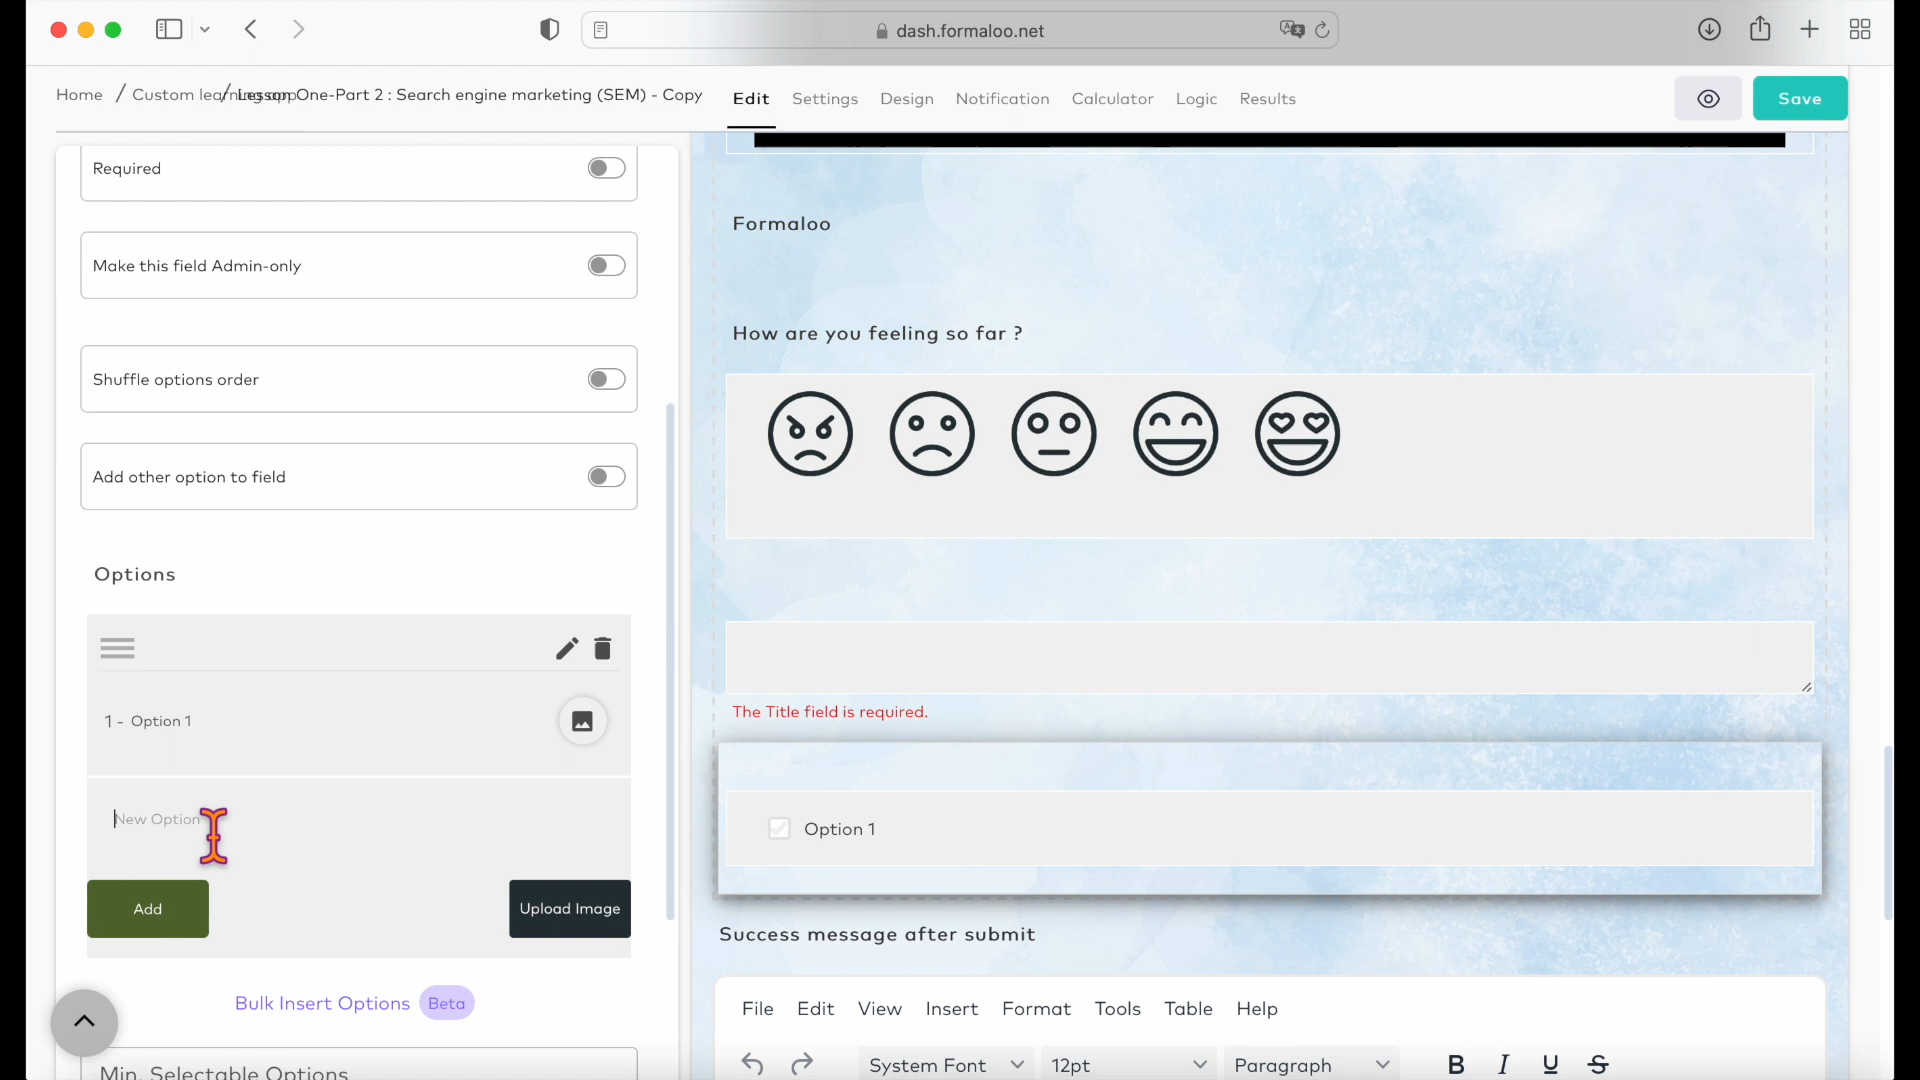 dash.formaloo.net
Home / Custom learning app / Lesson One-Part 2 : Search engine marketing (SEM) - Copy
Edit Settings Design Notification Calculator Logic Results
Save
Required
Make this field Admin-only
Shuffle options order
Add other option to field
Options
1 - Option 1
New Option
Add
Upload Image
Bulk Insert Options Beta
Min. Selectable Options
Formaloo
How are you feeling so far ?
The Title field is required.
Option 1
Success message after submit
File Edit View Insert Format Tools Table Help
System Font 12pt Paragraph B I U S